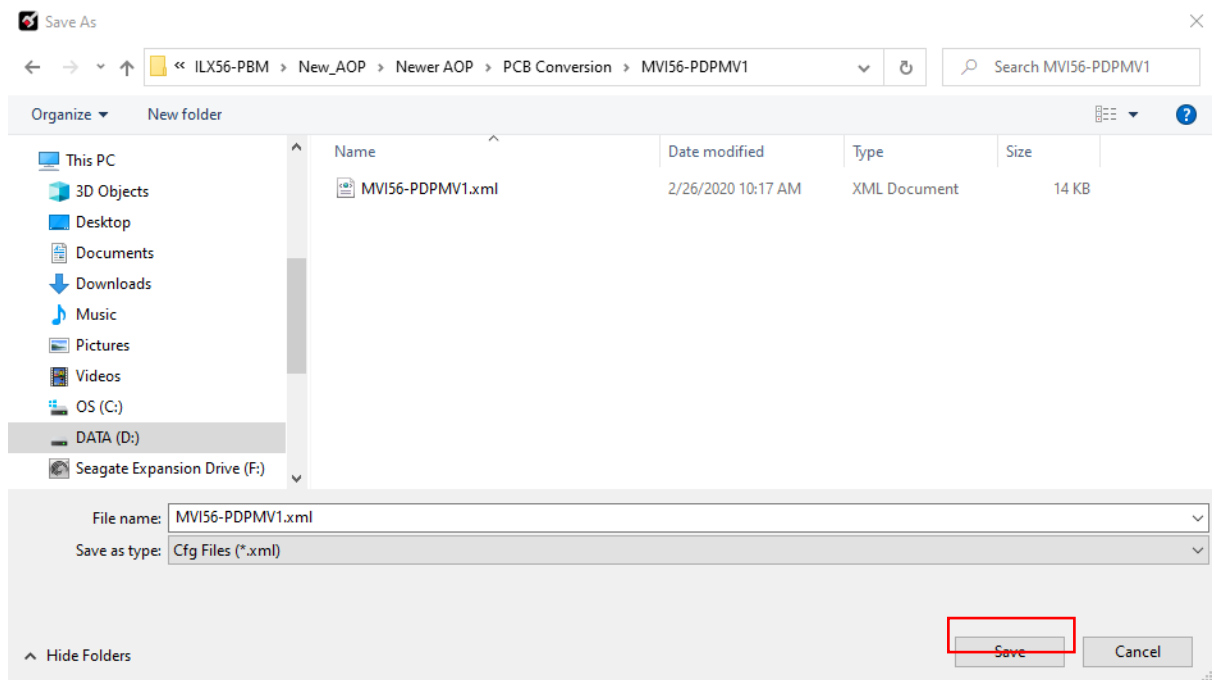 Save As
« ILX56-PBM > New_AOP > Newer AOP > PCB Conversion > MVI56-PDPMV1
Search MVI56-PDPMV1
Organize
New folder
?
Name
Date modified
Type
Size
This PC
3D Objects
Desktop
Documents
Downloads
Music
Pictures
Videos
OS (C:)
DATA (D:)
Seagate Expansion Drive (F:)
MVI56-PDPMV1.xml
2/26/2020 10:17 AM
XML Document
14 KB
File name: MVI56-PDPMV1.xml
Save as type: Cfg Files (*.xml)
Hide Folders
Save
Cancel